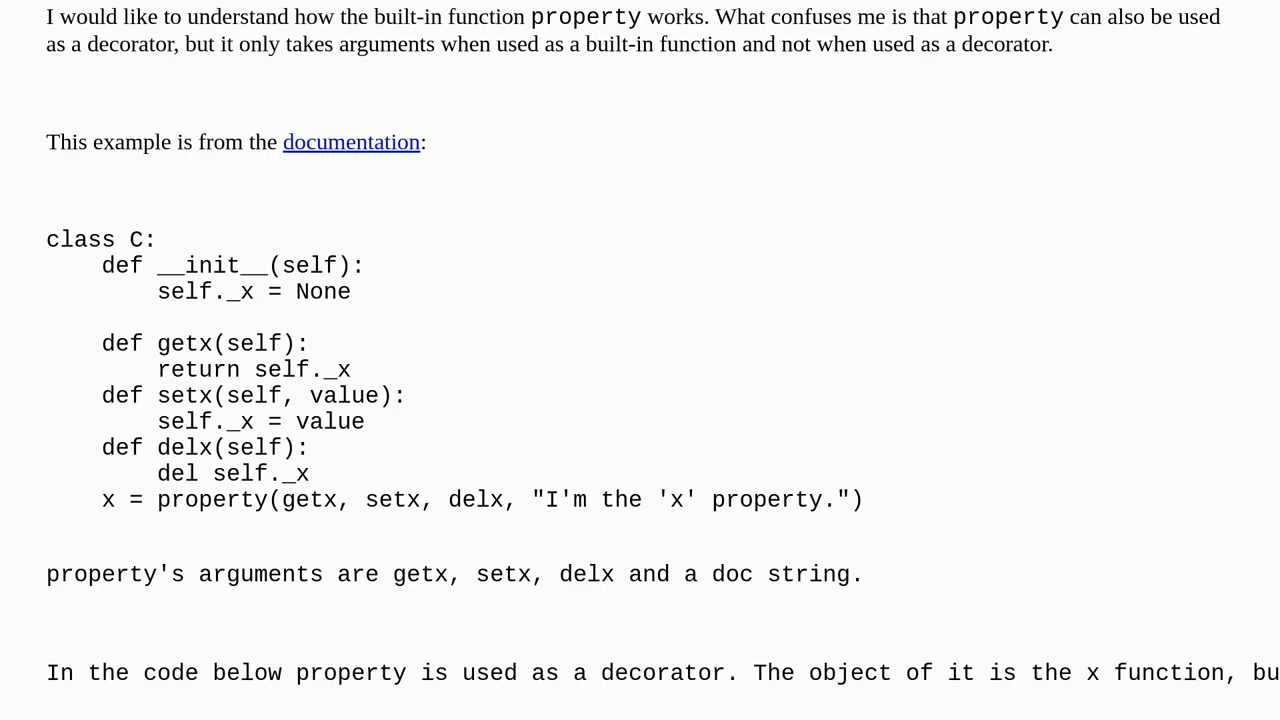 I would like to understand how the built-in function property works. What confuses me is that property can also be used
as a decorator, but it only takes arguments when used as a built-in function and not when used as a decorator.
This example is from the documentation:
class C:
    def __init__(self):
        self._x = None
    def getx(self):
        return self._x
    def setx(self, value):
        self._x = value
    def delx(self):
        del self._x
    x = property(getx, setx, delx, "I'm the 'x' property.")
property's arguments are getx, setx, delx and a doc string.
In the code below property is used as a decorator. The object of it is the x function, bu